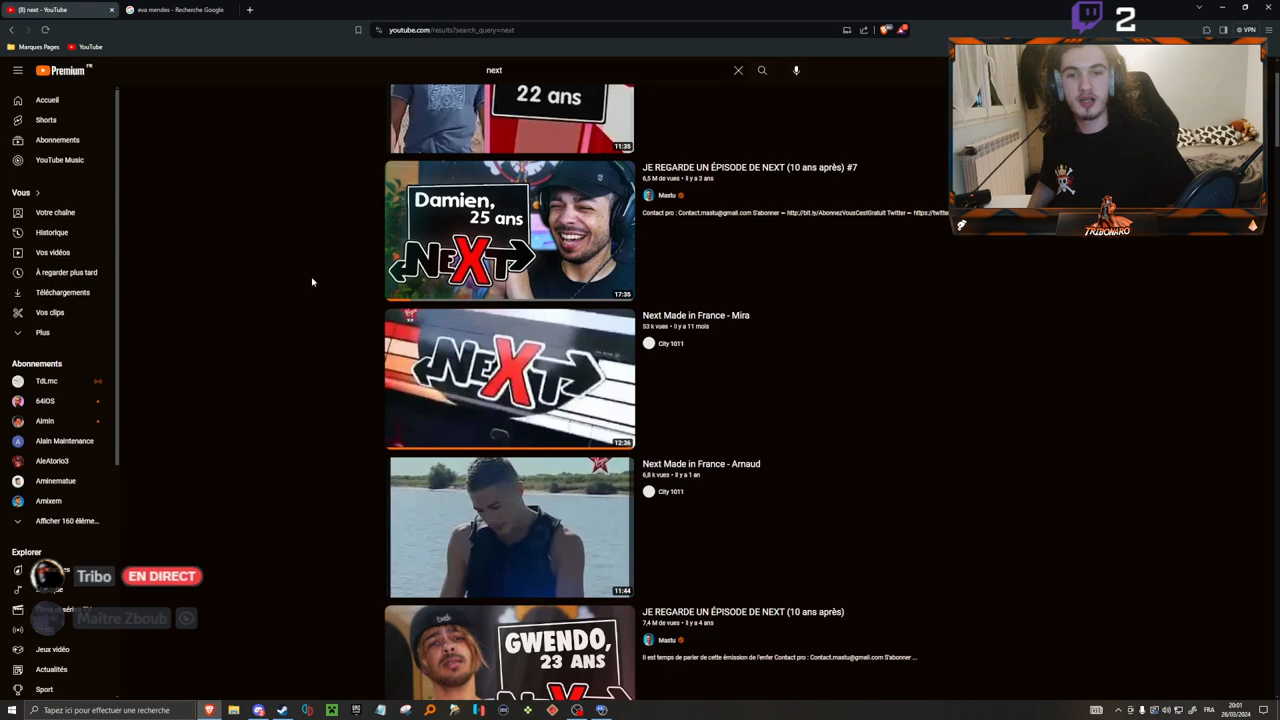 (8) next - YouTube
eva mendes - Recherche Google
2
youtube.com/results?search_query=next
VPN
Marques Pages
YouTube
Premium
FR
next
Accueil
Shorts
Abonnements
YouTube Music
Vous
Votre chaîne
Historique
Vos vidéos
À regarder plus tard
Téléchargements
Vos clips
Plus
Abonnements
TdLmc
64iOS
Aimin
Alain Maintenance
AleAtorio3
Aminematue
Amixem
Afficher 160 éléme...
Explorer
Tribo
EN DIRECT
Maître Zboub
Jeux vidéo
Actualités
Sport
22 ans
11:35
Damien,
25 ans
NEXT
17:35
JE REGARDE UN ÉPISODE DE NEXT (10 ans après) #7
6,5 M de vues • il y a 3 ans
Mastu
Contact pro : Contact.mastu@gmail.com S'abonner ← http://bit.ly/AbonnezVousCestGratuit Twitter ← https://twitte
NEXT
12:36
Next Made in France - Mira
53 k vues • il y a 11 mois
City 1011
11:44
Next Made in France - Arnaud
6,8 k vues • il y a 1 an
City 1011
GWENDO,
23 ANS
JE REGARDE UN ÉPISODE DE NEXT (10 ans après)
7,4 M de vues • il y a 4 ans
Mastu
Il est temps de parler de cette émission de l'enfer Contact pro : Contact.mastu@gmail.com S'abonner ...
TRIBONARO
Tapez ici pour effectuer une recherche
FR
20:01
26/03/2024